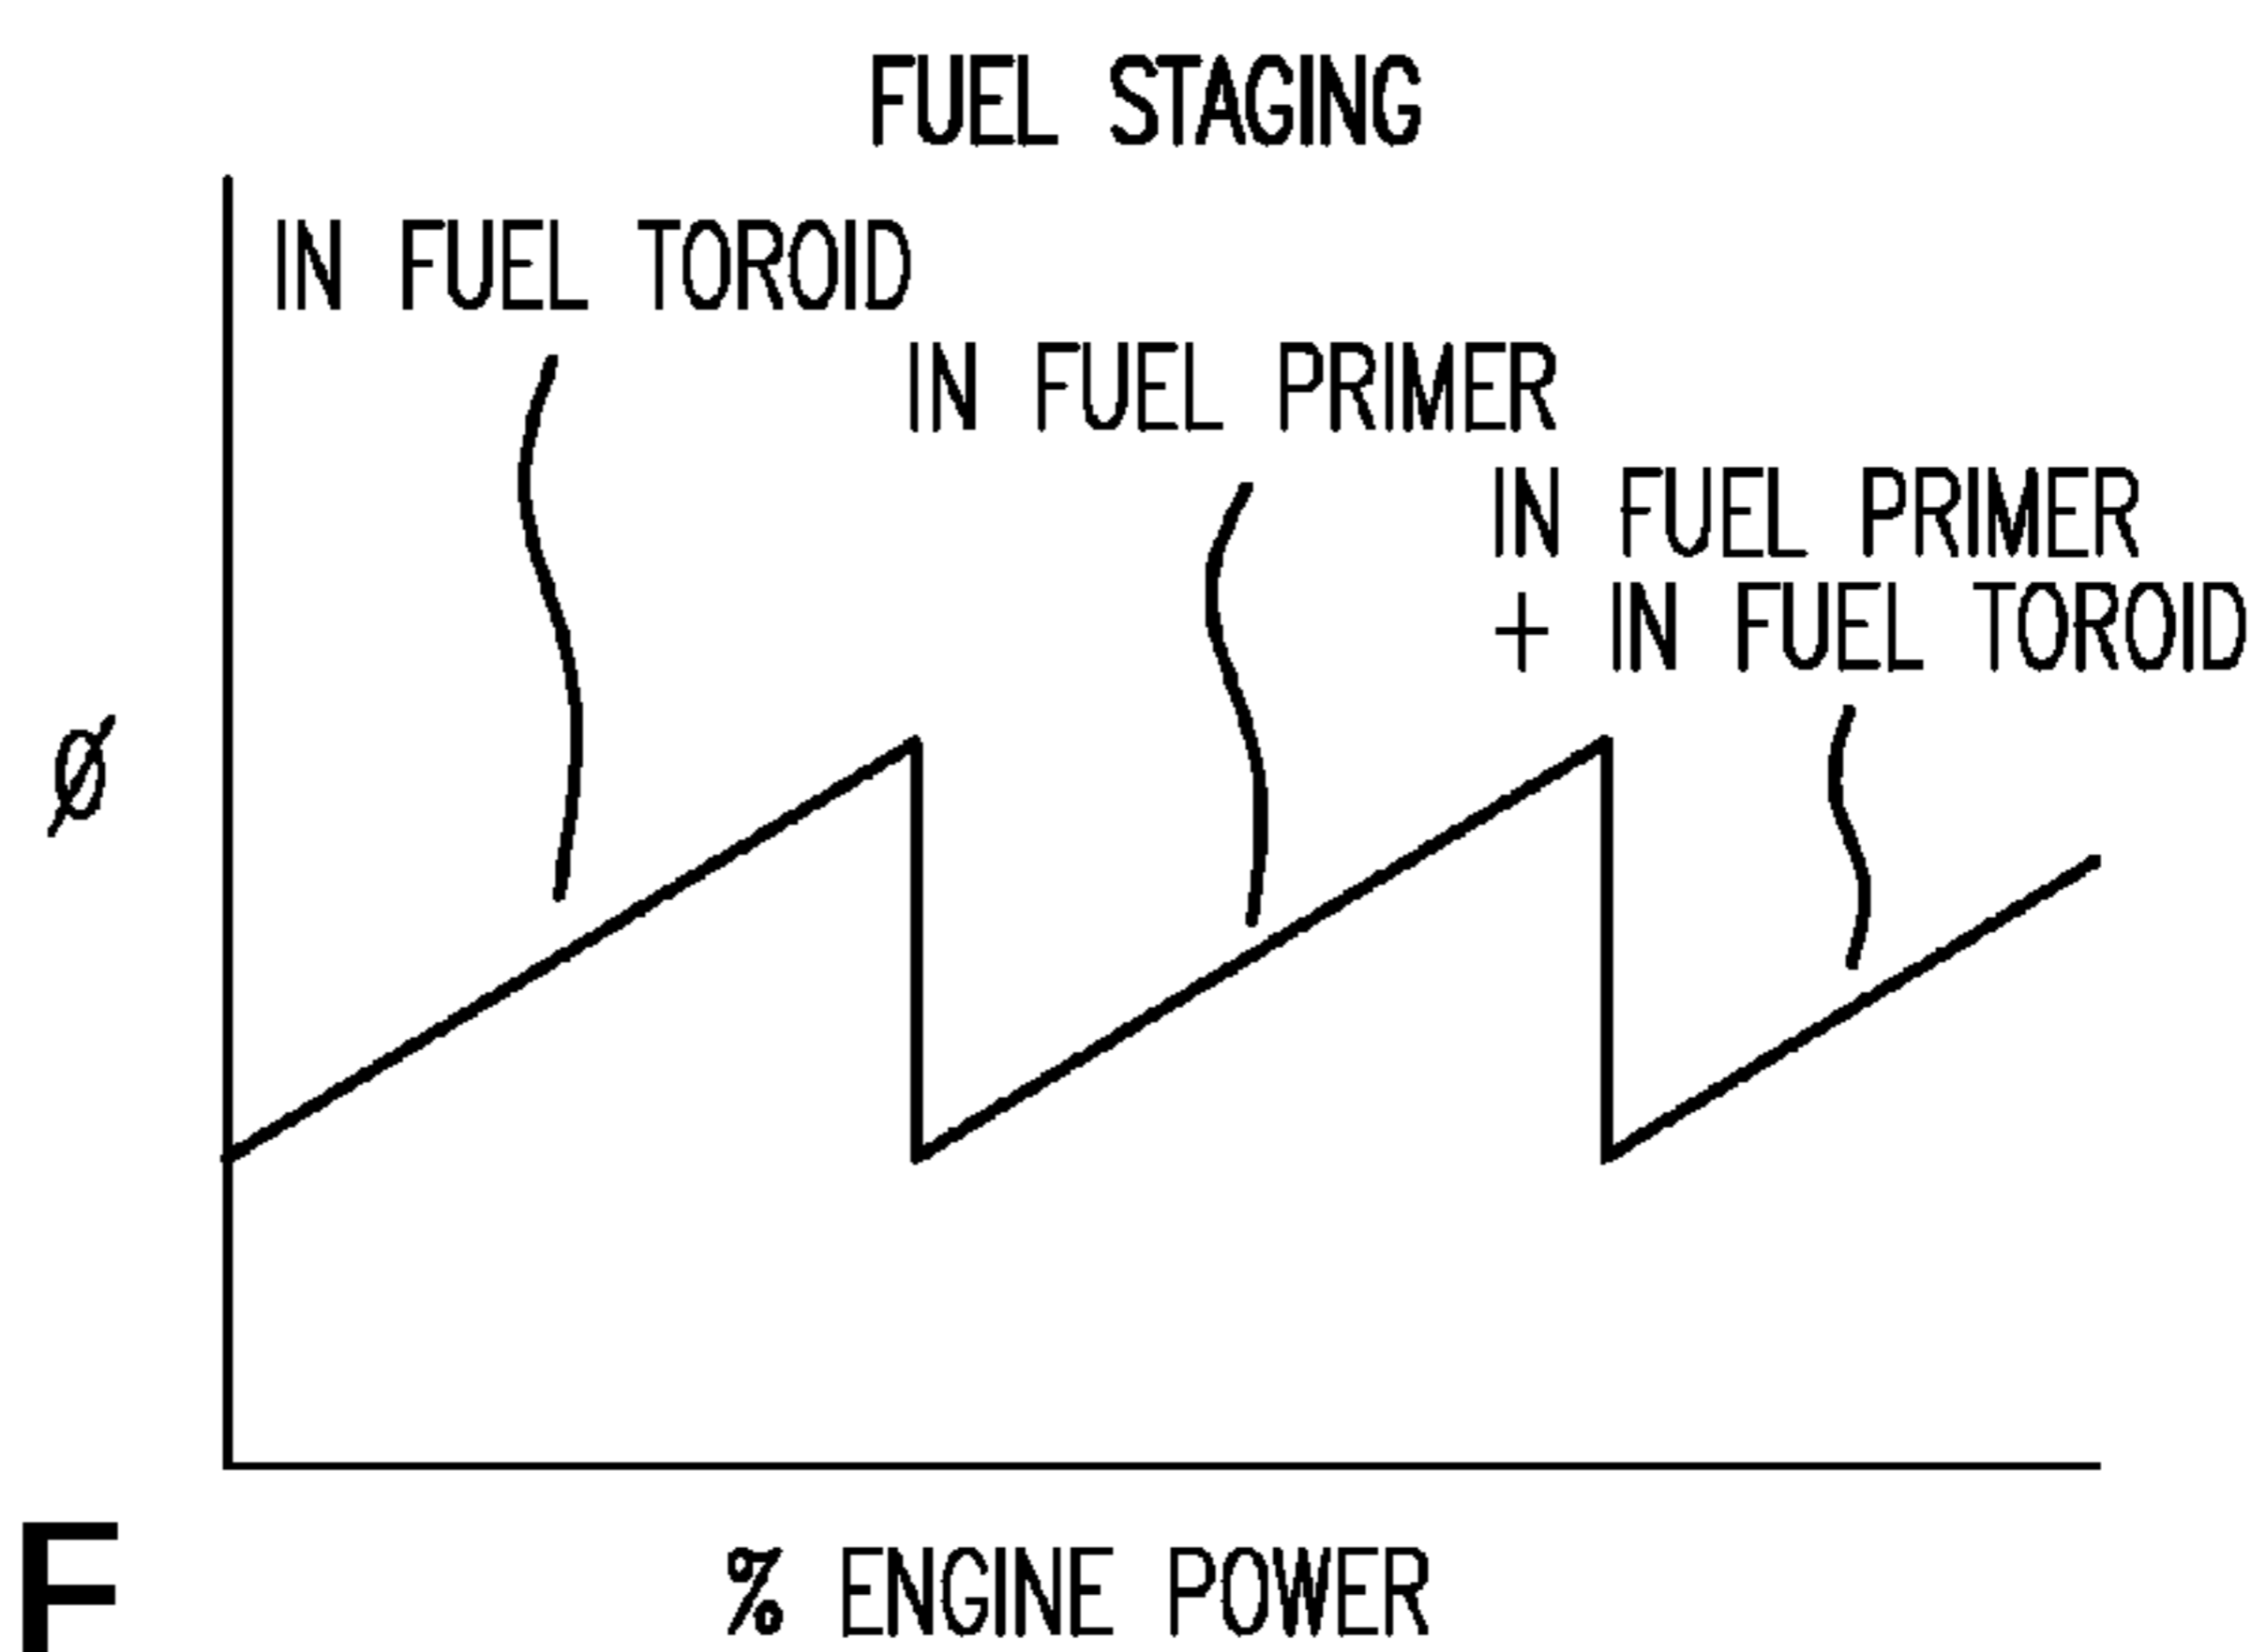 FUEL STAGING
IN FUEL TOROID
IN FUEL PRIMER
IN FUEL PRIMER
+ IN FUEL TOROID
Ø
% ENGINE POWER
F